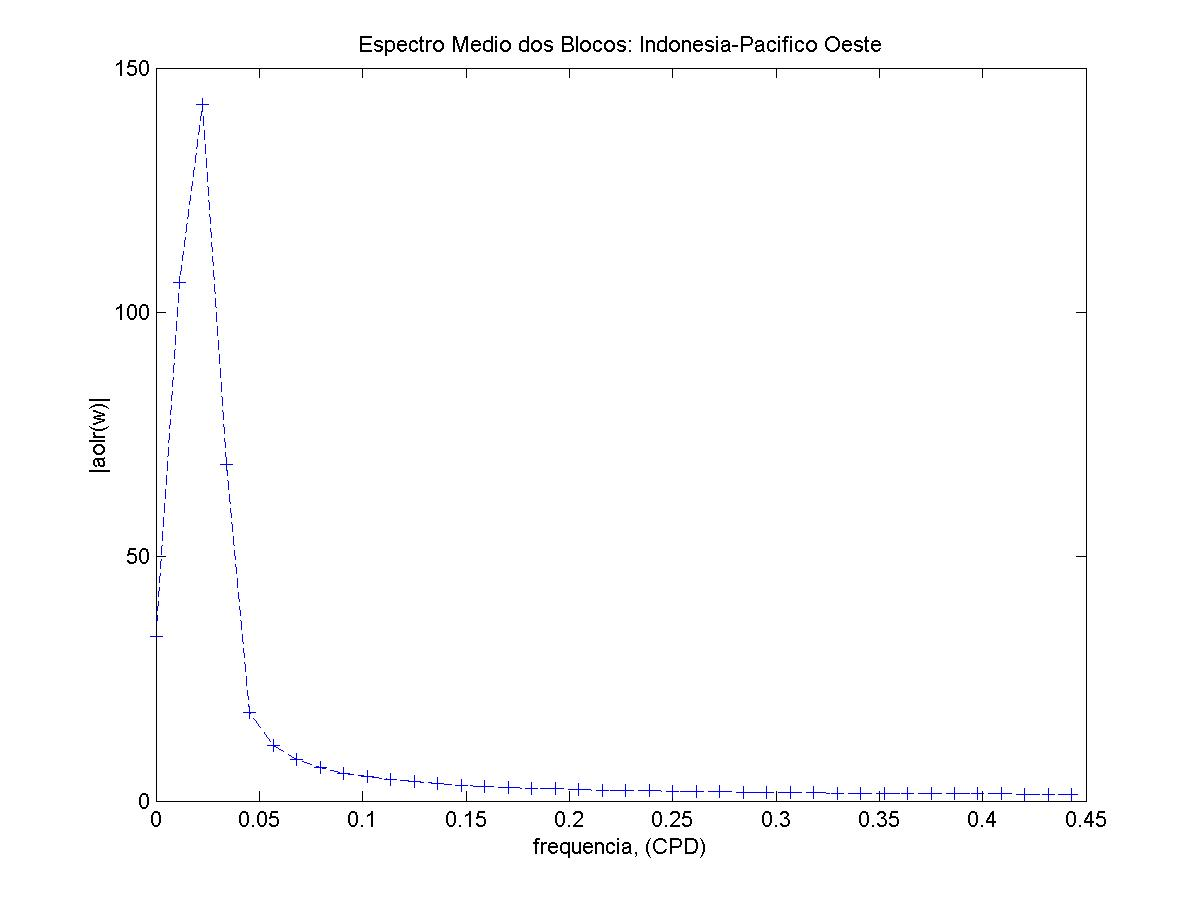 Espectro Medio dos Blocos: Indonesia-Pacifico Oeste
150
100
50
0
|aolr(w)|
0 0.05 0.1 0.15 0.2 0.25 0.3 0.35 0.4 0.45
frequencia, (CPD)